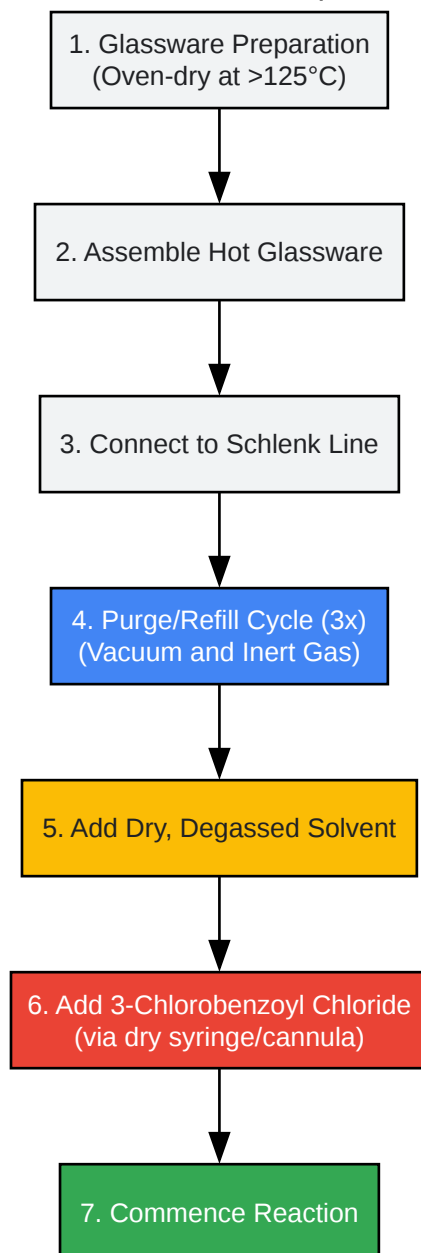 1. Glassware Preparation
(Oven-dry at >125°C)
2. Assemble Hot Glassware
3. Connect to Schlenk Line
4. Purge/Refill Cycle (3x)
(Vacuum and Inert Gas)
5. Add Dry, Degassed Solvent
6. Add 3-Chlorobenzoyl Chloride
(via dry syringe/cannula)
7. Commence Reaction